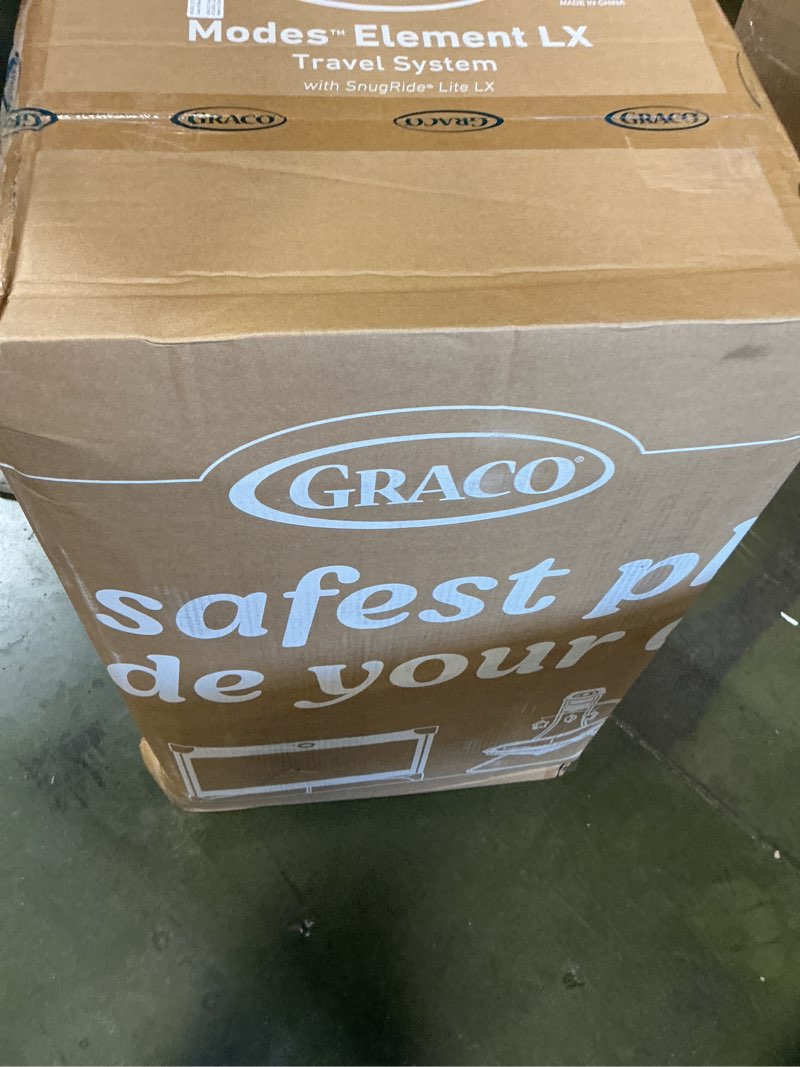 MADE IN CHINA
Modes™ Element LX
Travel System
with SnugRide® Lite LX
GRACO GRACO GRACO
GRACO®
safest pl
de your